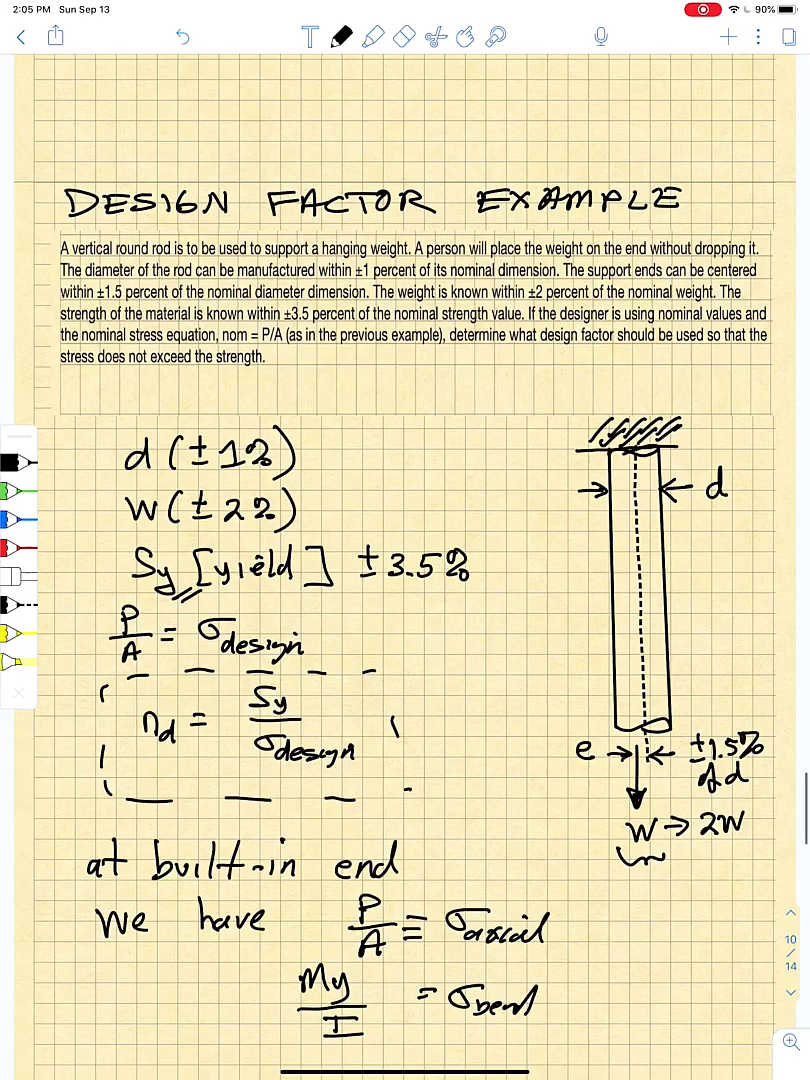 2:05 PM Sun Sep 13
90%
T
DESIGN FACTOR EXAMPLE
A vertical round rod is to be used to support a hanging weight. A person will place the weight on the end without dropping it.
The diameter of the rod can be manufactured within ±1 percent of its nominal dimension. The support ends can be centered
within ±1.5 percent of the nominal diameter dimension. The weight is known within ±2 percent of the nominal weight. The
strength of the material is known within ±3.5 percent of the nominal strength value. If the designer is using nominal values and
the nominal stress equation, nom = P/A (as in the previous example), determine what design factor should be used so that the
stress does not exceed the strength.
d (± 1%)
W (± 2%)
Sy [yield] ± 3.5%
P/A = σdesign
nd = Sy/σdesign
d
e
±1.5%
of d
W → 2W
at built-in end
we have P/A ≡ σaxial
My/I = σbend
10
/
14